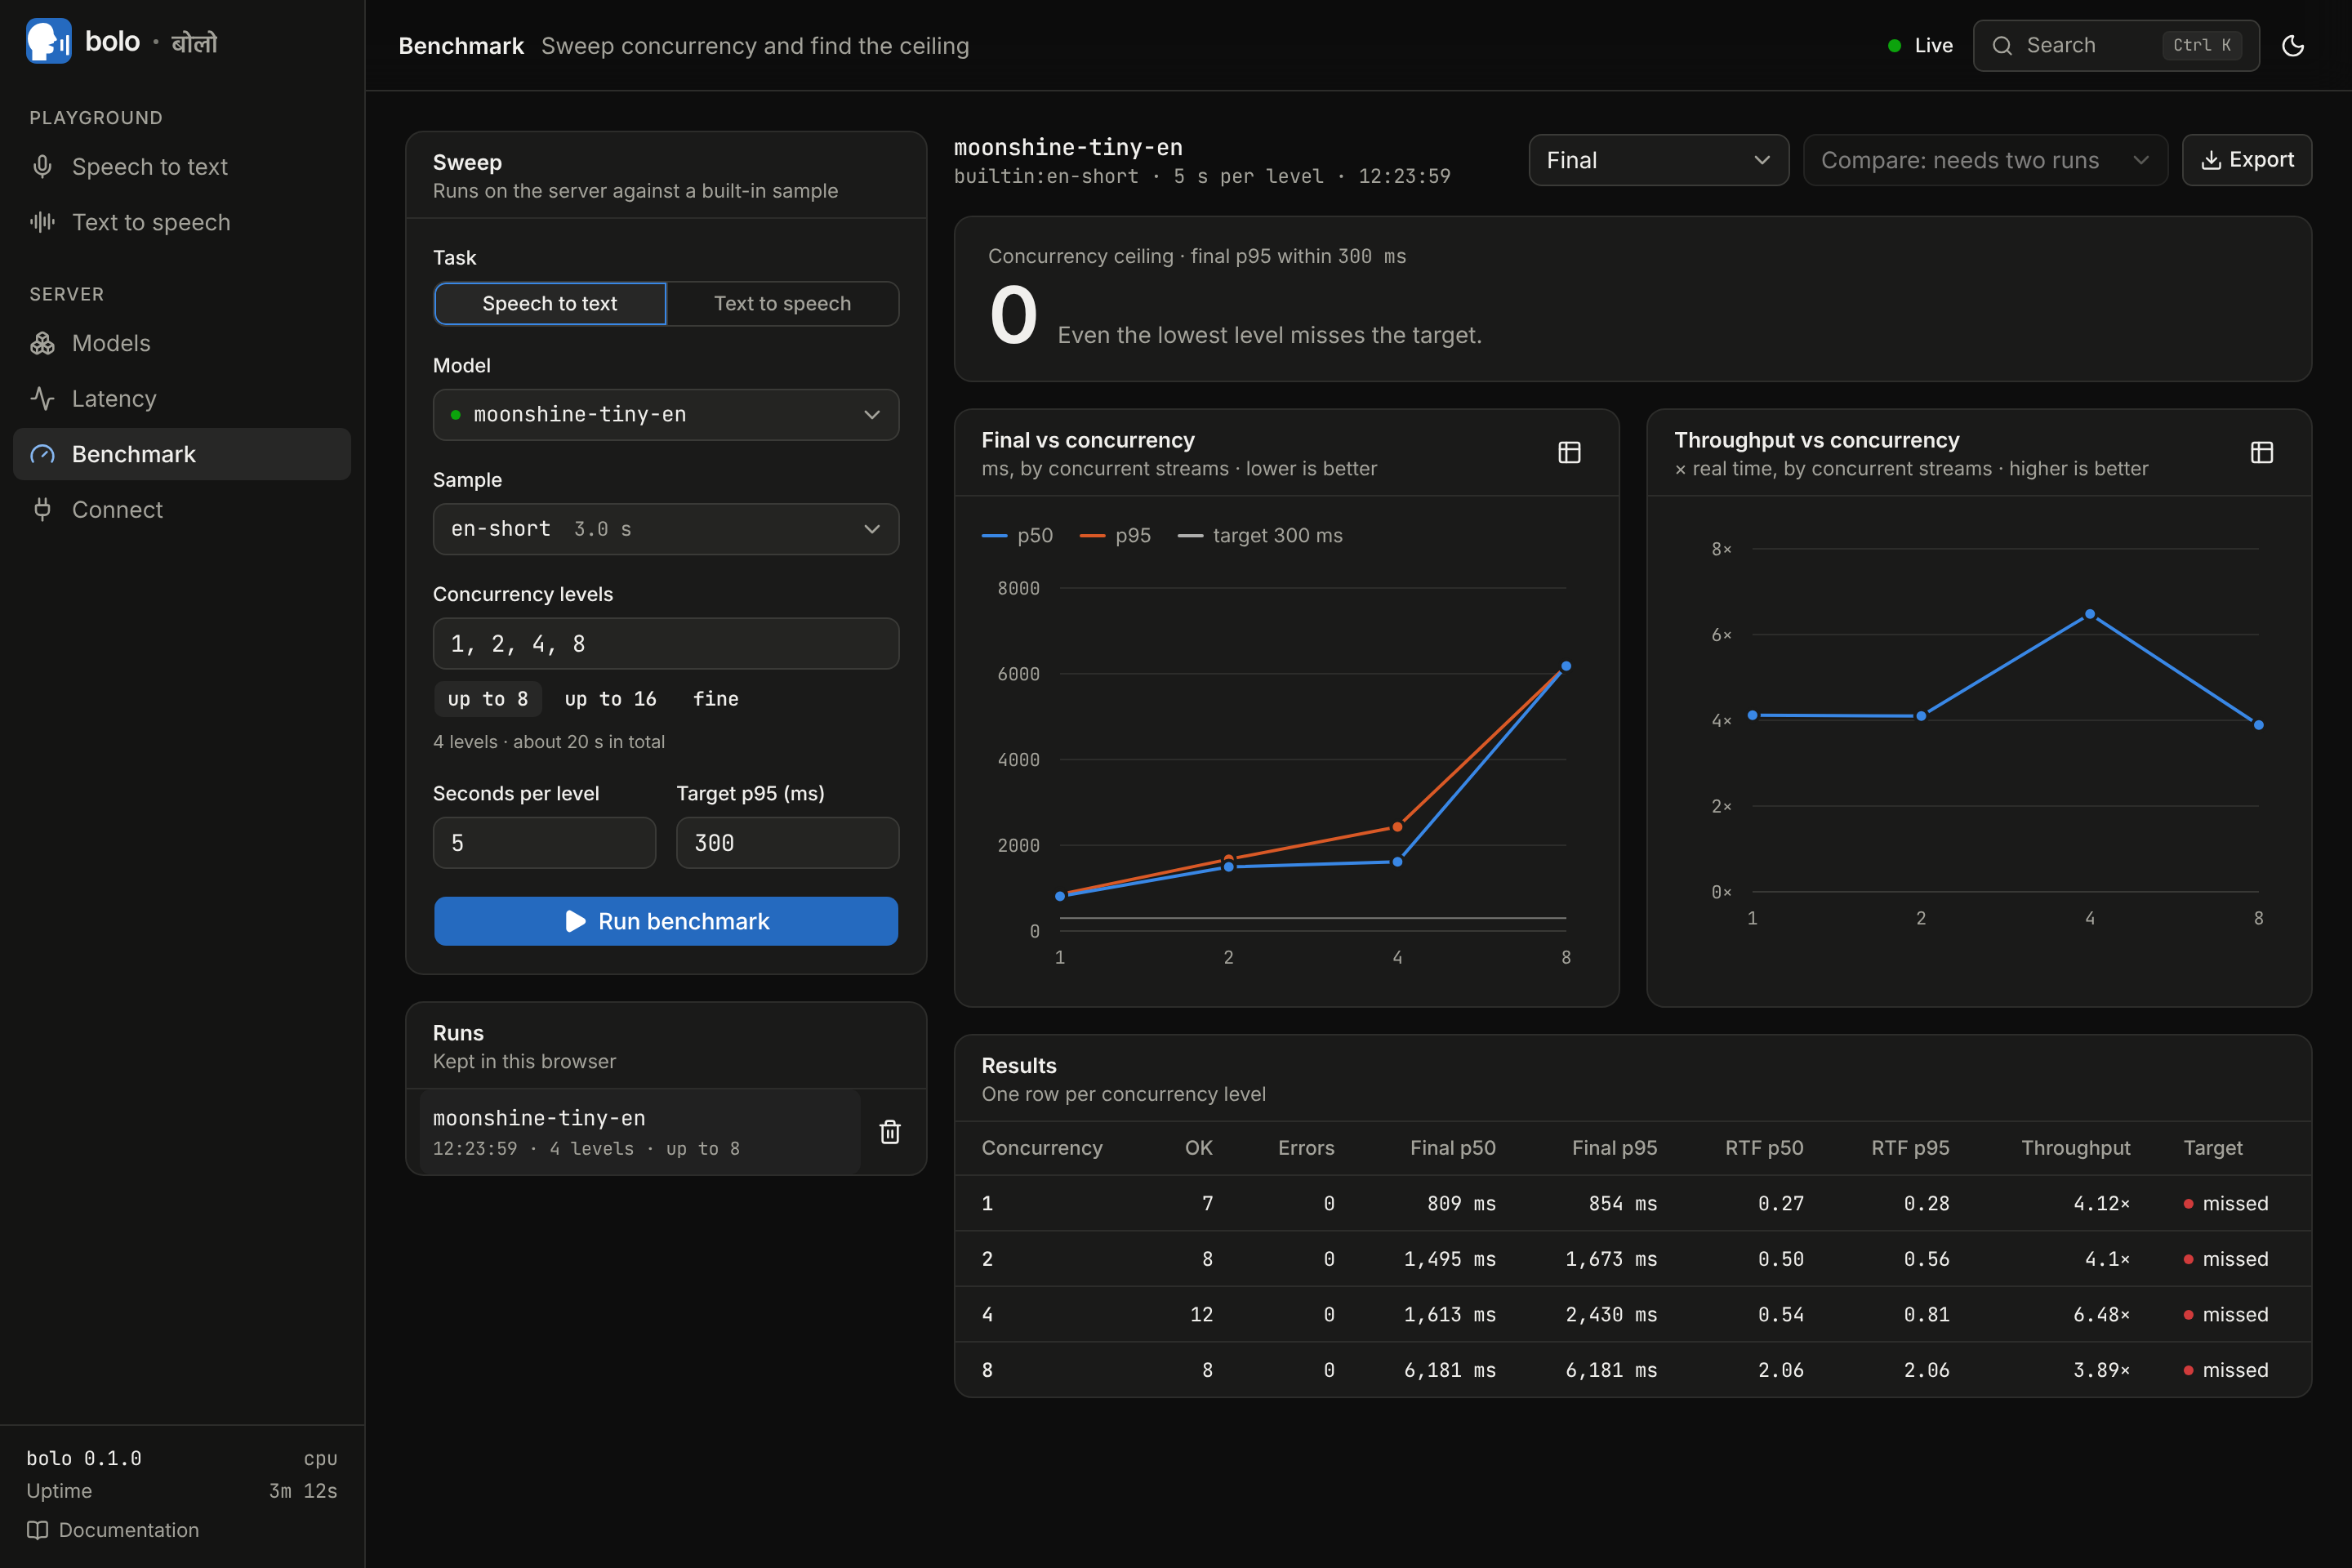 bolo · बोलो
PLAYGROUND
Speech to text
Text to speech
SERVER
Models
Latency
Benchmark
Connect
bolo 0.1.0 cpu
Uptime 3m 12s
Documentation
Benchmark Sweep concurrency and find the ceiling
Live
Search Ctrl K
Sweep
Runs on the server against a built-in sample
Task
Speech to text Text to speech
Model
moonshine-tiny-en
Sample
en-short 3.0 s
Concurrency levels
1, 2, 4, 8
up to 8 up to 16 fine
4 levels · about 20 s in total
Seconds per level Target p95 (ms)
5 300
Run benchmark
Runs
Kept in this browser
moonshine-tiny-en
12:23:59 · 4 levels · up to 8
moonshine-tiny-en
builtin:en-short · 5 s per level · 12:23:59
Final
Compare: needs two runs
Export
Concurrency ceiling · final p95 within 300 ms
0 Even the lowest level misses the target.
Final vs concurrency
ms, by concurrent streams · lower is better
p50 p95 target 300 ms
8000
6000
4000
2000
0
1 2 4 8
Throughput vs concurrency
× real time, by concurrent streams · higher is better
8×
6×
4×
2×
0×
1 2 4 8
Results
One row per concurrency level
Concurrency OK Errors Final p50 Final p95 RTF p50 RTF p95 Throughput Target
1 7 0 809 ms 854 ms 0.27 0.28 4.12× missed
2 8 0 1,495 ms 1,673 ms 0.50 0.56 4.1× missed
4 12 0 1,613 ms 2,430 ms 0.54 0.81 6.48× missed
8 8 0 6,181 ms 6,181 ms 2.06 2.06 3.89× missed